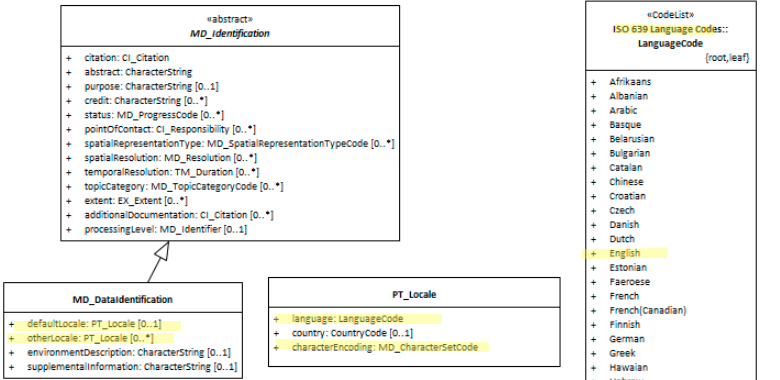 «abstract»
MD_Identification
+ citation: CI_Citation
+ abstract: CharacterString
+ purpose: CharacterString [0..1]
+ credit: CharacterString [0..*]
+ status: MD_ProgressCode [0..*]
+ pointOfContact: CI_Responsibility [0..*]
+ spatialRepresentationType: MD_SpatialRepresentationTypeCode [0..*]
+ spatialResolution: MD_Resolution [0..*]
+ temporalResolution: TM_Duration [0..*]
+ topicCategory: MD_TopicCategoryCode [0..*]
+ extent: EX_Extent [0..*]
+ additionalDocumentation: CI_Citation [0..*]
+ processingLevel: MD_Identifier [0..1]
MD_DataIdentification
+ defaultLocale: PT_Locale [0..1]
+ otherLocale: PT_Locale [0..*]
+ environmentDescription: CharacterString [0..1]
+ supplementalInformation: CharacterString [0..1]
PT_Locale
+ language: LanguageCode
+ country: CountryCode [0..1]
+ characterEncoding: MD_CharacterSetCode
«CodeList»
ISO 639 Language Codes::
LanguageCode
{root,leaf}
+ Afrikaans
+ Albanian
+ Arabic
+ Basque
+ Belarusian
+ Bulgarian
+ Catalan
+ Chinese
+ Croatian
+ Czech
+ Danish
+ Dutch
+ English
+ Estonian
+ Faeroese
+ French
+ French(Canadian)
+ Finnish
+ German
+ Greek
+ Hawaian